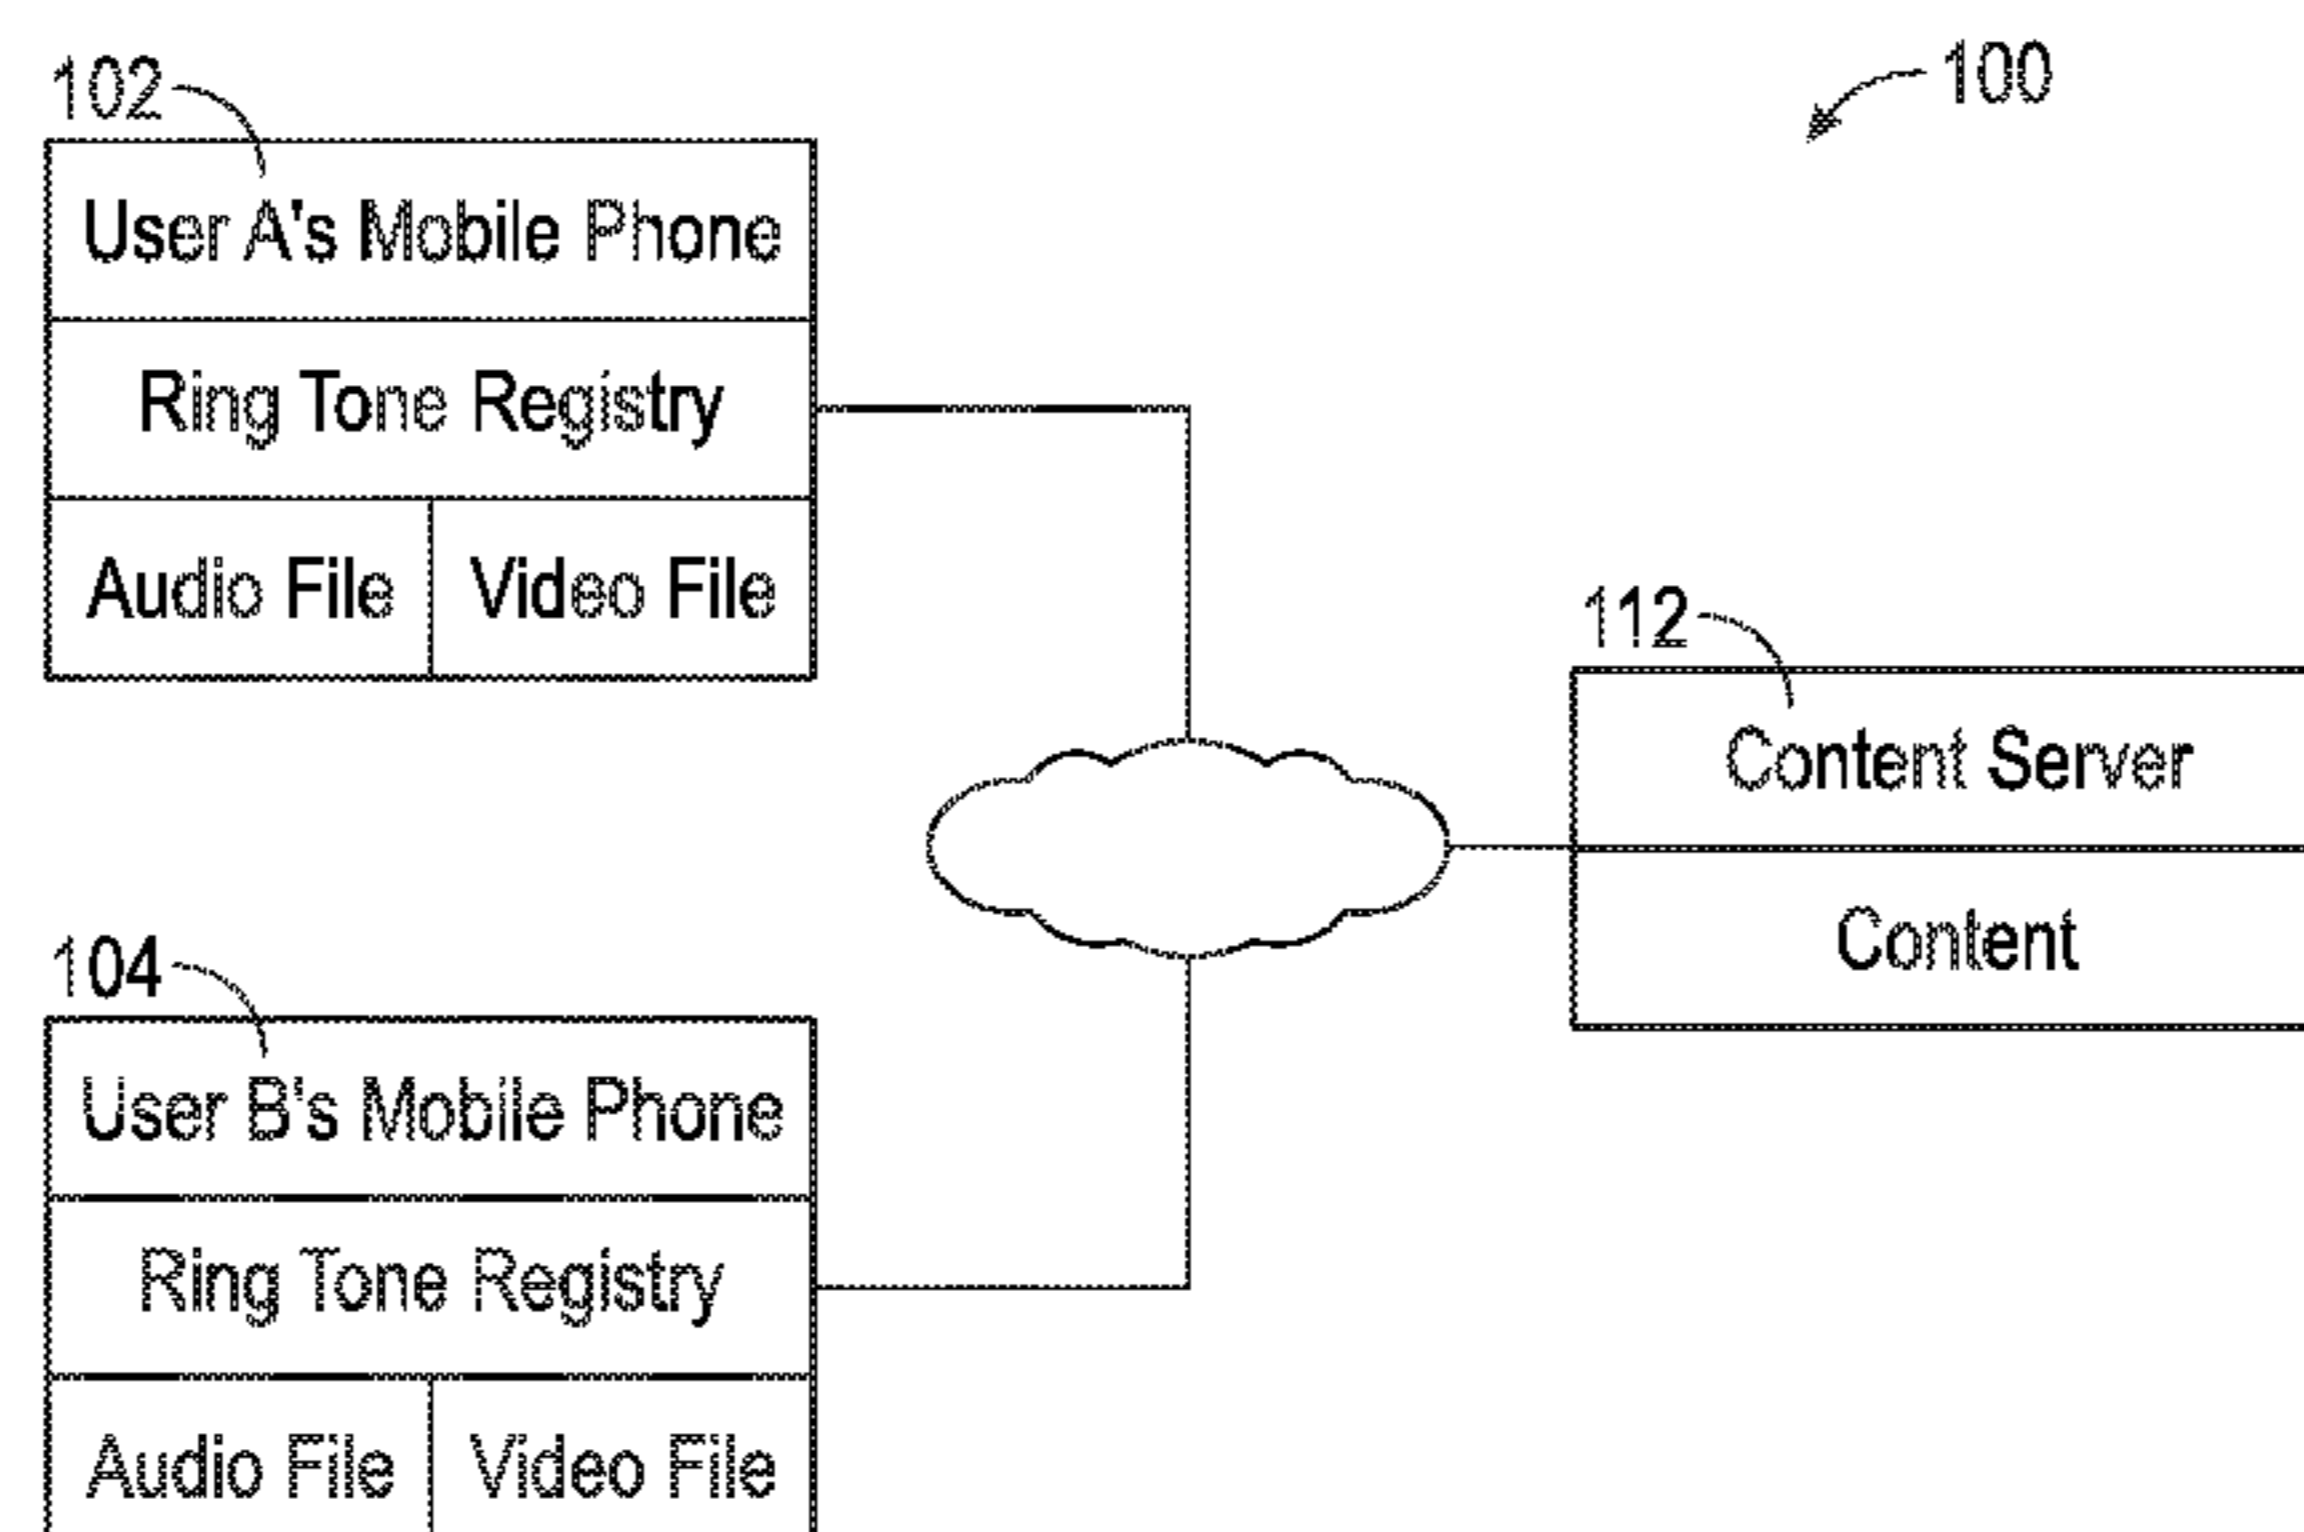 102
100
User A's Mobile Phone
Ring Tone Registry
Audio File
Video File
112
Content Server
Content
104
User B's Mobile Phone
Ring Tone Registry
Audio File
Video File